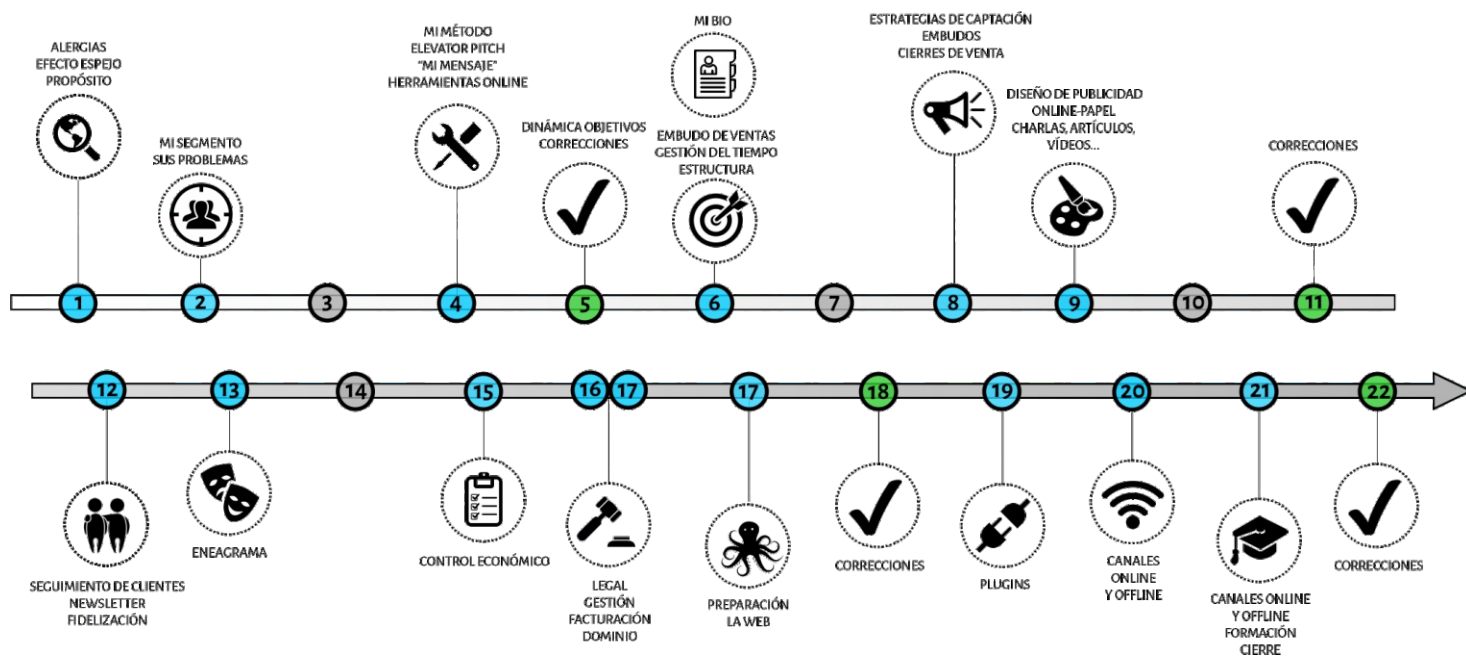 ALERGIAS
EFECTO ESPEJO
PROPÓSITO
MI SEGMENTO
SUS PROBLEMAS
MI MÉTODO
ELEVATOR PITCH
"MI MENSAJE"
HERRAMIENTAS ONLINE
DINÁMICA OBJETIVOS
CORRECCIONES
MI BIO
EMBUDO DE VENTAS
GESTIÓN DEL TIEMPO
ESTRUCTURA
ESTRATEGIAS DE CAPTACIÓN
EMBUDOS
CIERRES DE VENTA
DISEÑO DE PUBLICIDAD
ONLINE-PAPEL
CHARLAS, ARTÍCULOS,
VÍDEOS...
CORRECCIONES
1 2 3 4 5 6 7 8 9 10 11
12 13 14 15 16 17 17 18 19 20 21 22
SEGUIMIENTO DE CLIENTES
NEWSLETTER
FIDELIZACIÓN
ENEAGRAMA
CONTROL ECONÓMICO
LEGAL
GESTIÓN
FACTURACIÓN
DOMINIO
PREPARACIÓN
LA WEB
CORRECCIONES
PLUGINS
CANALES
ONLINE
Y OFFLINE
CANALES ONLINE
Y OFFLINE
FORMACIÓN
CIERRE
CORRECCIONES